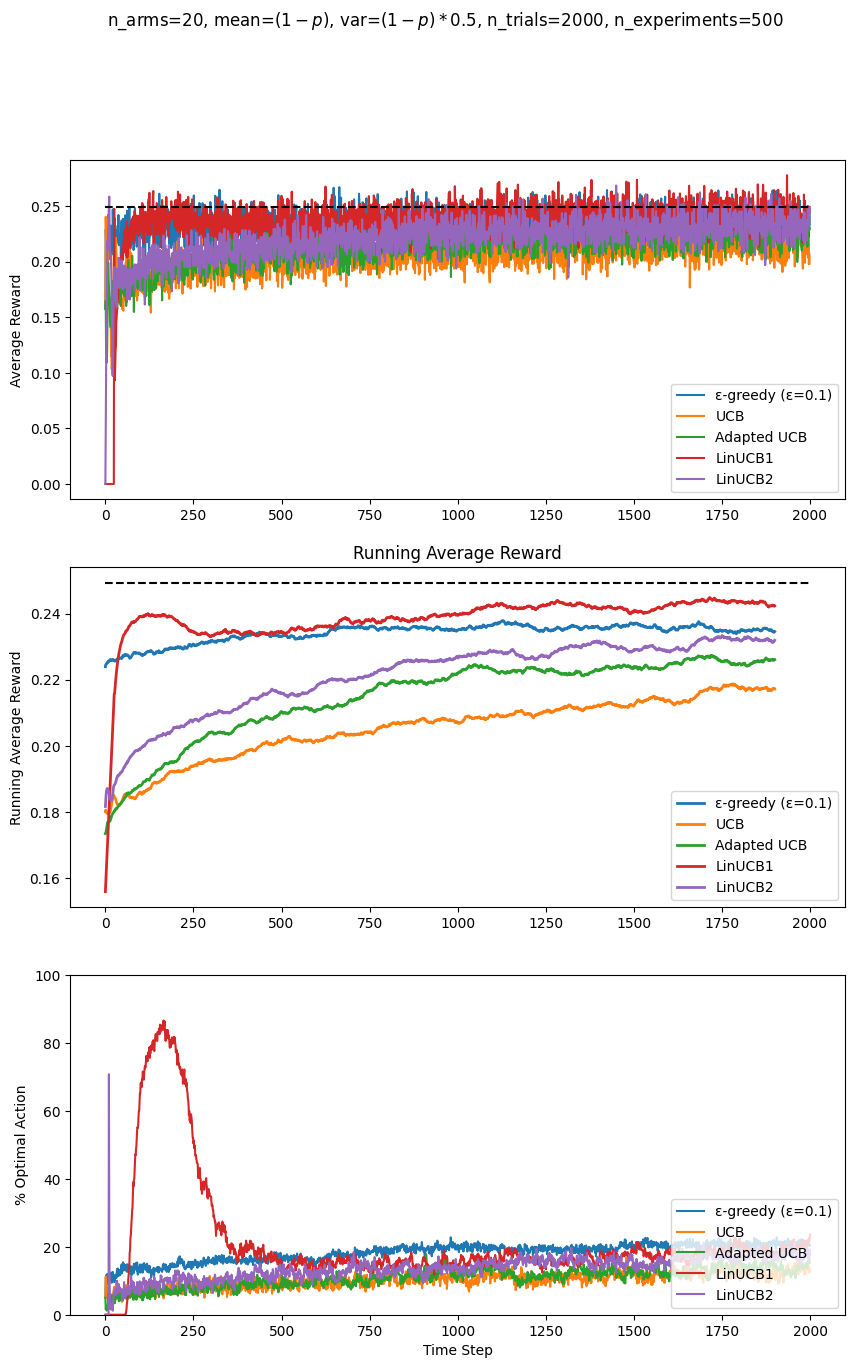 n_arms=20, mean=(1 − p), var=(1 − p) * 0.5, n_trials=2000, n_experiments=500
Average Reward
0.25
0.20
0.15
0.10
0.05
0.00
ε-greedy (ε=0.1)
UCB
Adapted UCB
LinUCB1
LinUCB2
0 250 500 750 1000 1250 1500 1750 2000
Running Average Reward
Running Average Reward
0.24
0.22
0.20
0.18
0.16
ε-greedy (ε=0.1)
UCB
Adapted UCB
LinUCB1
LinUCB2
0 250 500 750 1000 1250 1500 1750 2000
% Optimal Action
100
80
60
40
20
0
ε-greedy (ε=0.1)
UCB
Adapted UCB
LinUCB1
LinUCB2
0 250 500 750 1000 1250 1500 1750 2000
Time Step